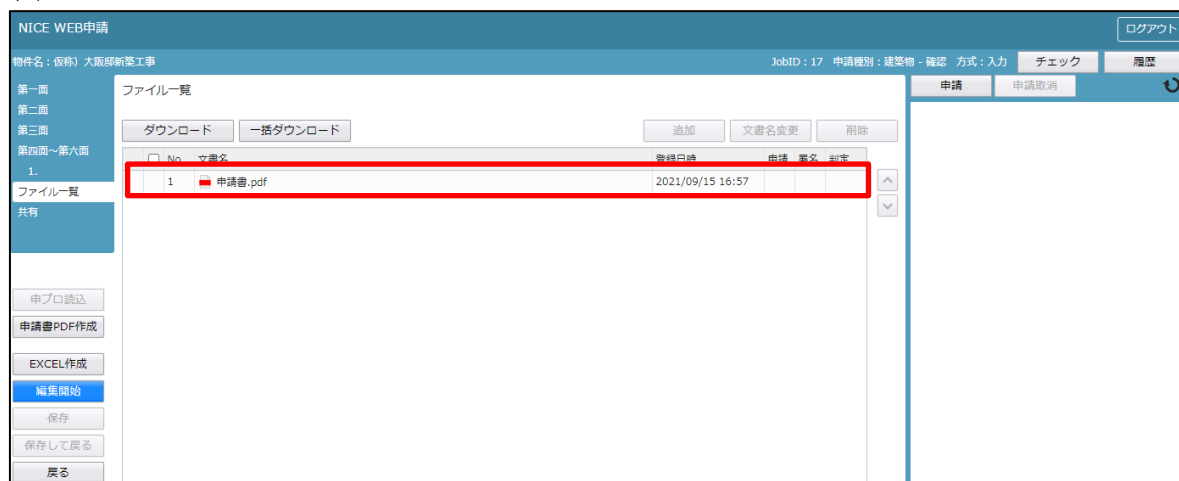 NICE WEB申請
ログアウト
物件名：仮称）大阪邸新築工事
JobID：17 申請種別：建築物 - 確認 方式：入力
チェック
履歴
第一面
第二面
第三面
第四面～第六面
1.
ファイル一覧
共有
申プロ読込
申請書PDF作成
EXCEL作成
編集開始
保存
保存して戻る
戻る
ファイル一覧
ダウンロード
一括ダウンロード
追加
文書名変更
削除
No 文書名 登録日時 申請 署名 判定
1 申請書.pdf 2021/09/15 16:57
申請
申請取消